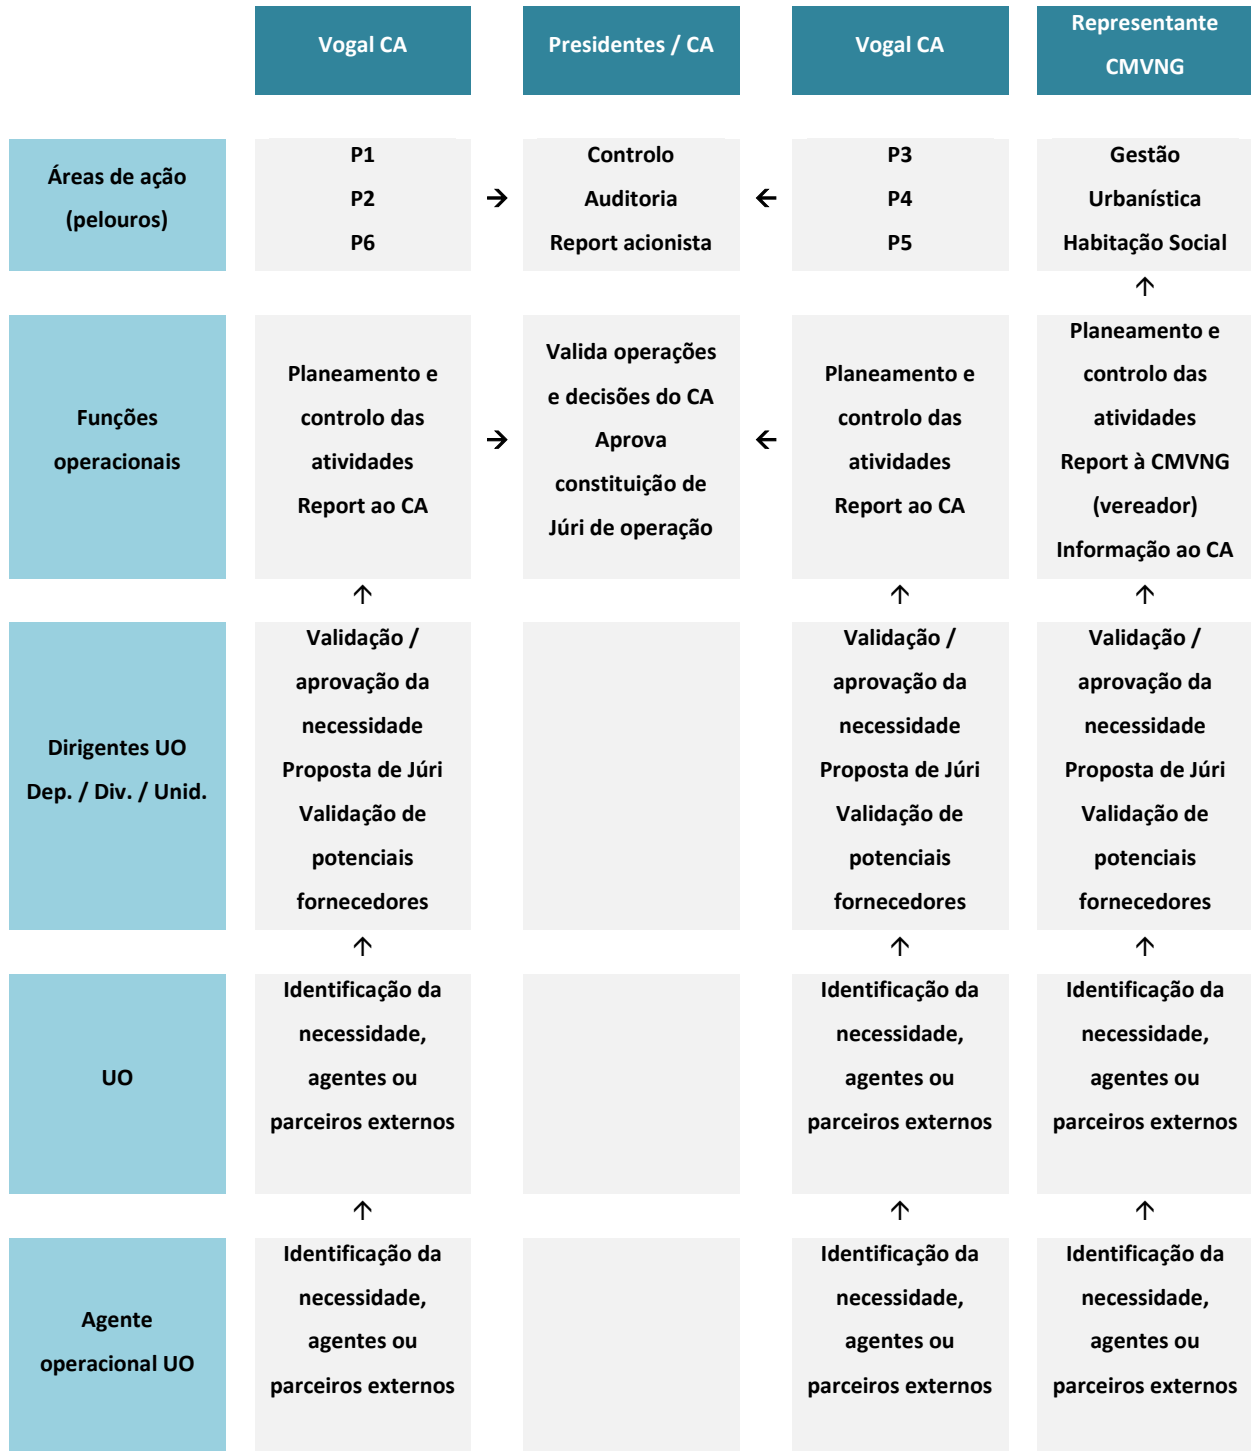 Vogal CA
Presidentes / CA
Vogal CA
Representante
CMVNG
Áreas de ação
(pelouros)
P1
P2
P6
→
Controlo
Auditoria
Report acionista
←
P3
P4
P5
Gestão
Urbanística
Habitação Social
↑
Funções
operacionais
Planeamento e
controlo das
atividades
Report ao CA
→
Valida operações
e decisões do CA
Aprova
constituição de
Júri de operação
←
Planeamento e
controlo das
atividades
Report ao CA
Planeamento e
controlo das
atividades
Report à CMVNG
(vereador)
Informação ao CA
↑
↑
↑
Dirigentes UO
Dep. / Div. / Unid.
Validação /
aprovação da
necessidade
Proposta de Júri
Validação de
potenciais
fornecedores
Validação /
aprovação da
necessidade
Proposta de Júri
Validação de
potenciais
fornecedores
Validação /
aprovação da
necessidade
Proposta de Júri
Validação de
potenciais
fornecedores
↑
↑
↑
UO
Identificação da
necessidade,
agentes ou
parceiros externos
Identificação da
necessidade,
agentes ou
parceiros externos
Identificação da
necessidade,
agentes ou
parceiros externos
↑
↑
↑
Agente
operacional UO
Identificação da
necessidade,
agentes ou
parceiros externos
Identificação da
necessidade,
agentes ou
parceiros externos
Identificação da
necessidade,
agentes ou
parceiros externos